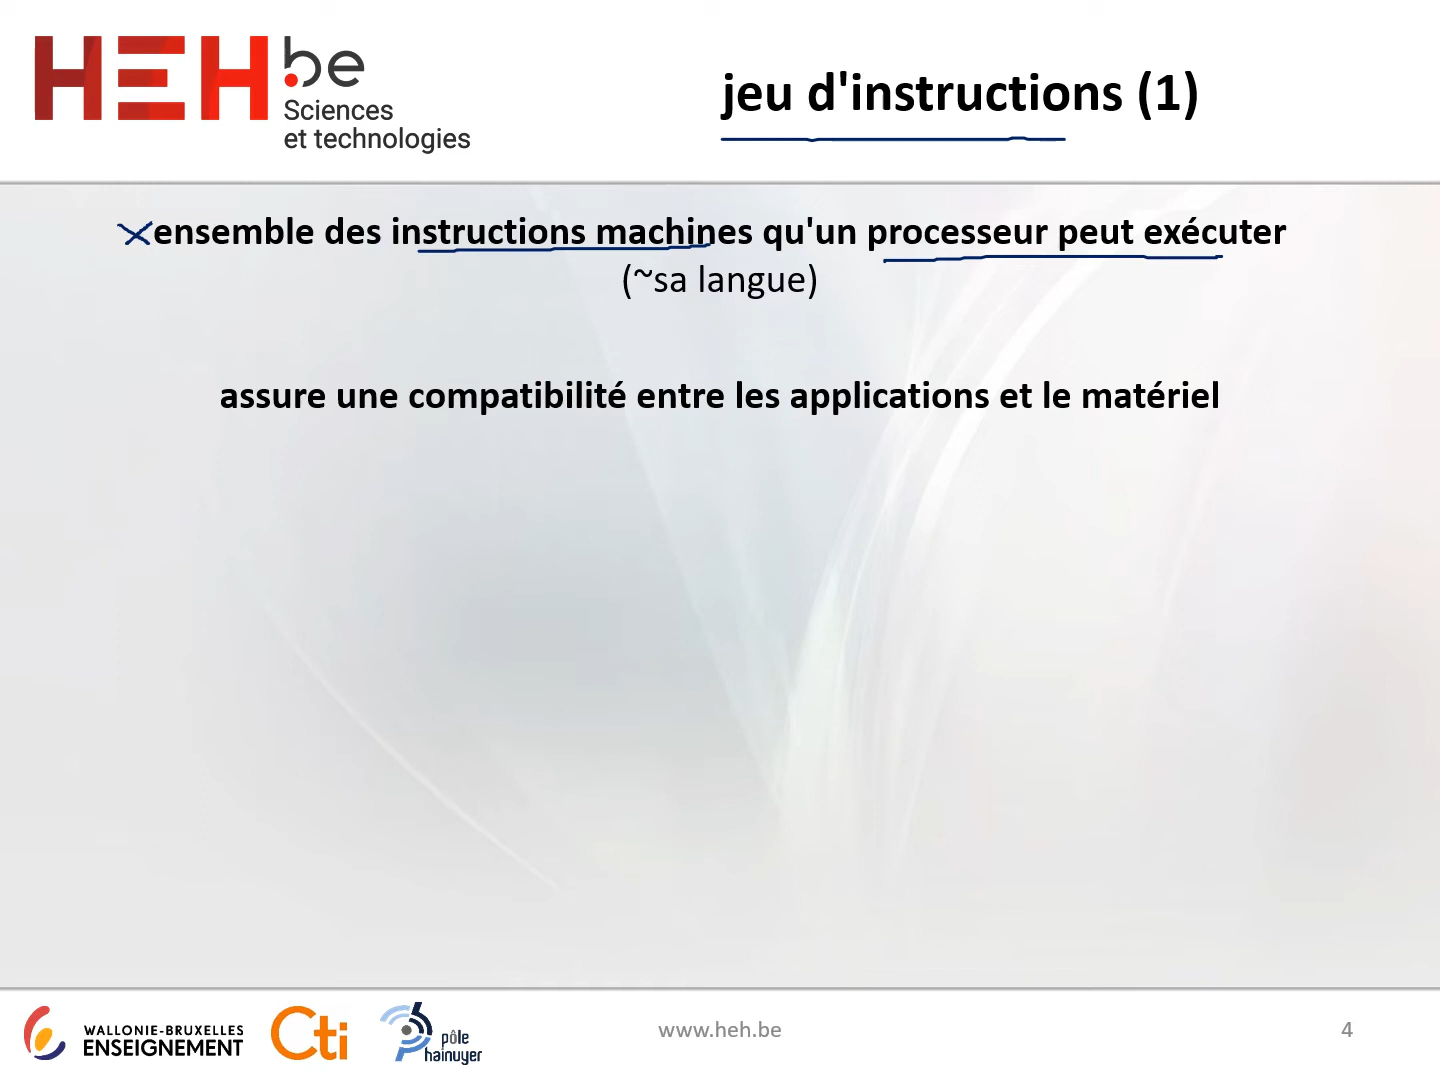 HEH.be
Sciences
et technologies
jeu d'instructions (1)
ensemble des instructions machines qu'un processeur peut exécuter
(~sa langue)
assure une compatibilité entre les applications et le matériel
WALLONIE-BRUXELLES
ENSEIGNEMENT
Cti
pôle
hainuyer
www.heh.be
4